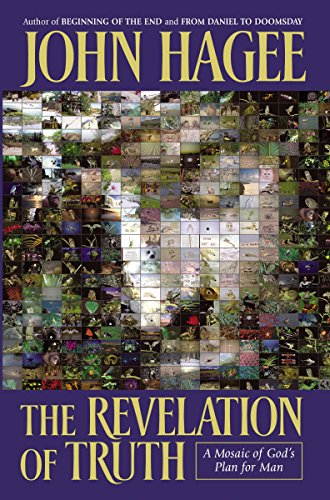 Author of BEGINNING OF THE END and FROM DANIEL TO DOOMSDAY
JOHN HAGEE
THE REVELATION
OF TRUTH
A Mosaic of God's
Plan for Man